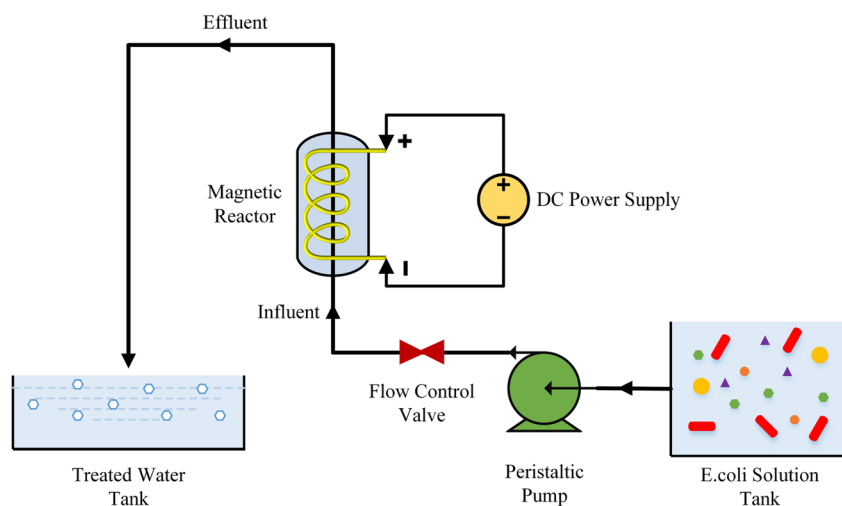 Effluent
Magnetic
Reactor
+
-
+
-
DC Power Supply
Influent
Flow Control
Valve
Treated Water
Tank
Peristaltic
Pump
E.coli Solution
Tank